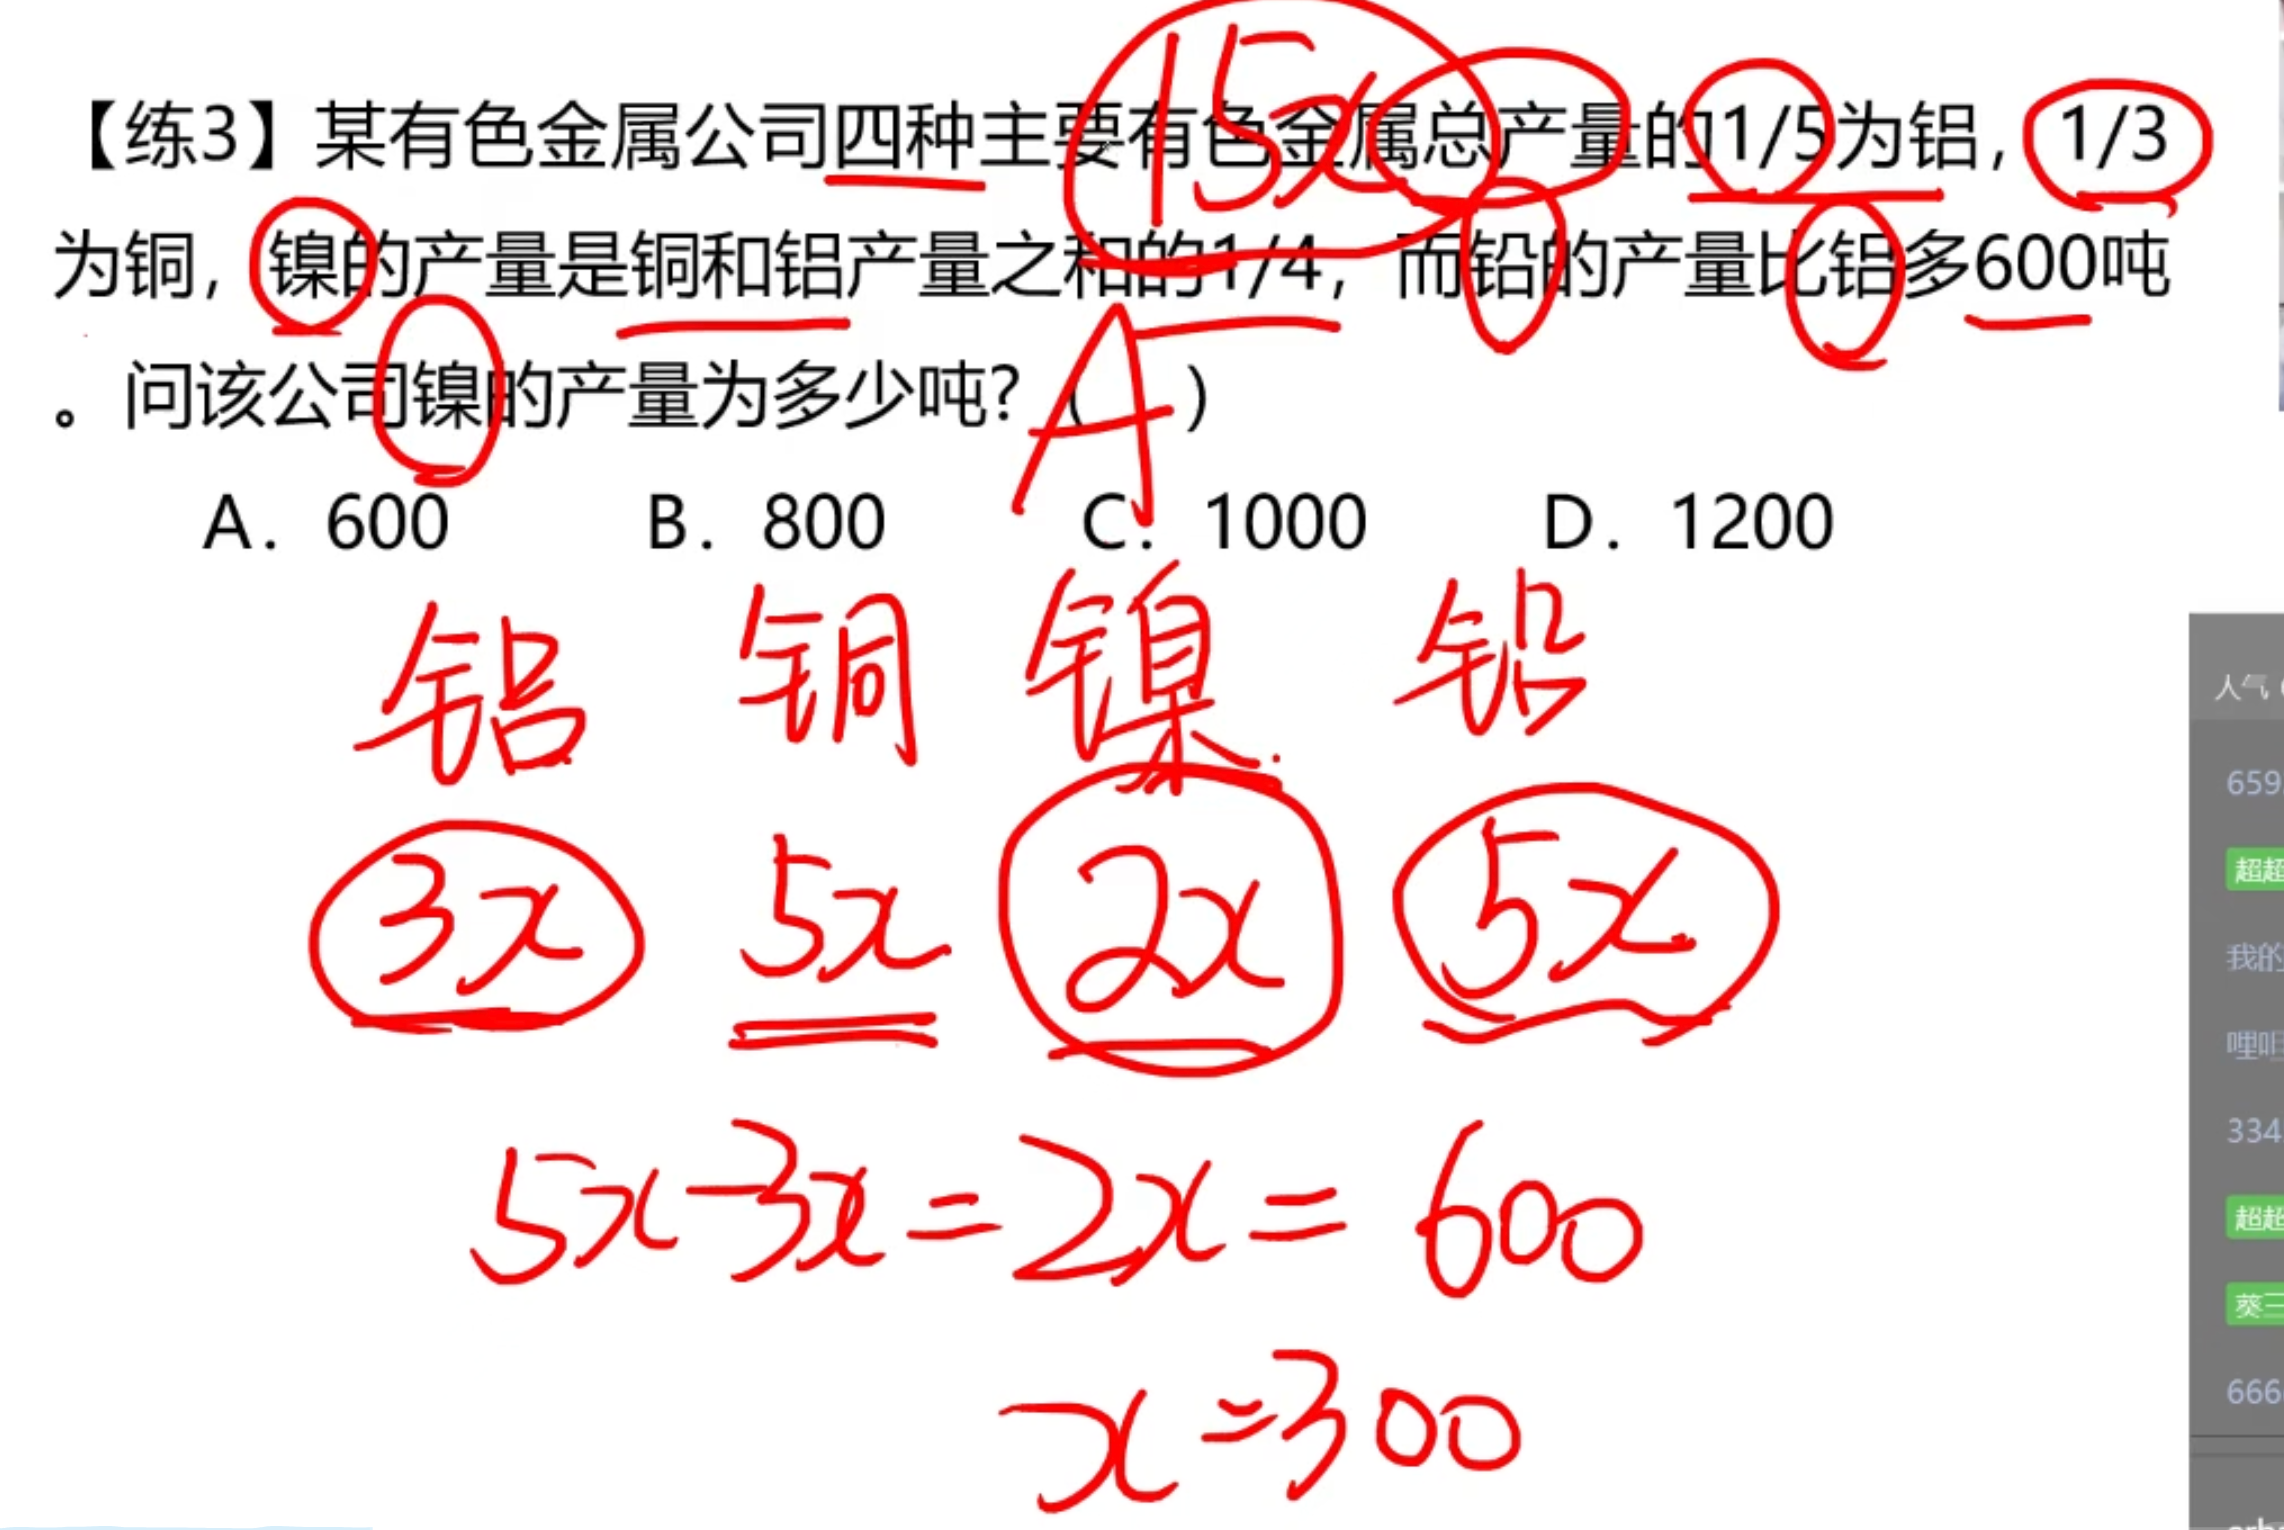 【练3】某有色金属公司四种主要有色金属总产量的1/5为铝，1/3
为铜，镍的产量是铜和铝产量之和的1/4，而铅的产量比铝多600吨
。问该公司镍的产量为多少吨？（ ）
15x
A
A．600 B．800 C．1000 D．1200
铝 铜 镍 铅
3x 5x 2x 5x
5x-3x=2x=600
x=300
人气
659
超超
我的
哩
334
超超
葵三
666